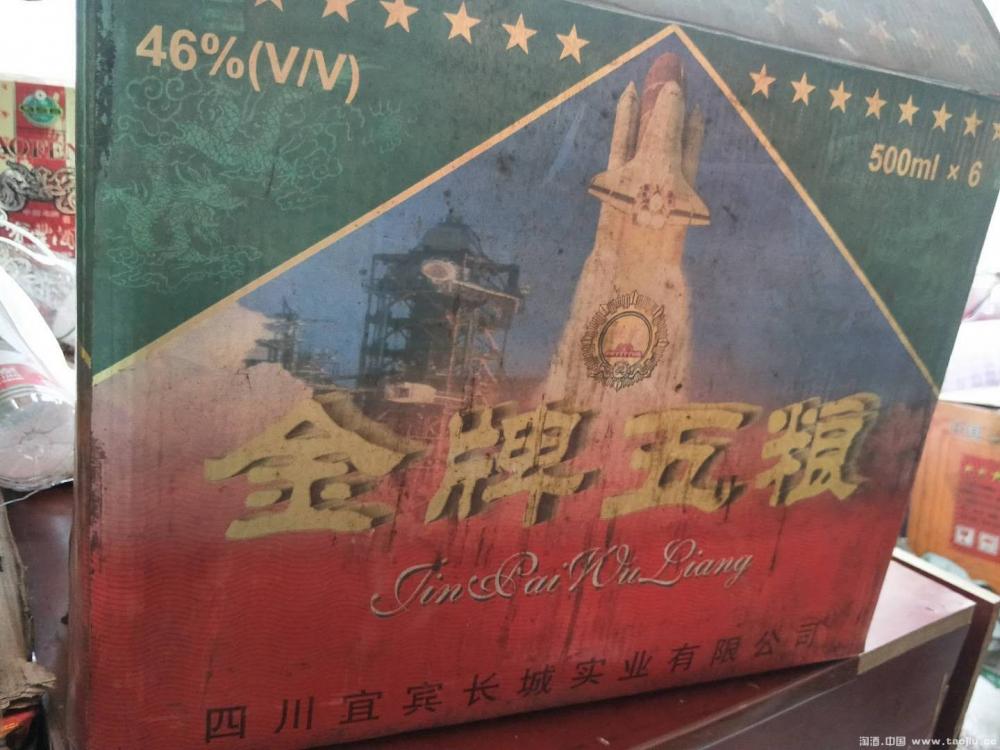 46%(V/V)
500ml × 6
金牌五粮
Jin Pai Wu Liang
四川宜宾长城实业有限公司
淘酒.中国 www.taojiu.cc